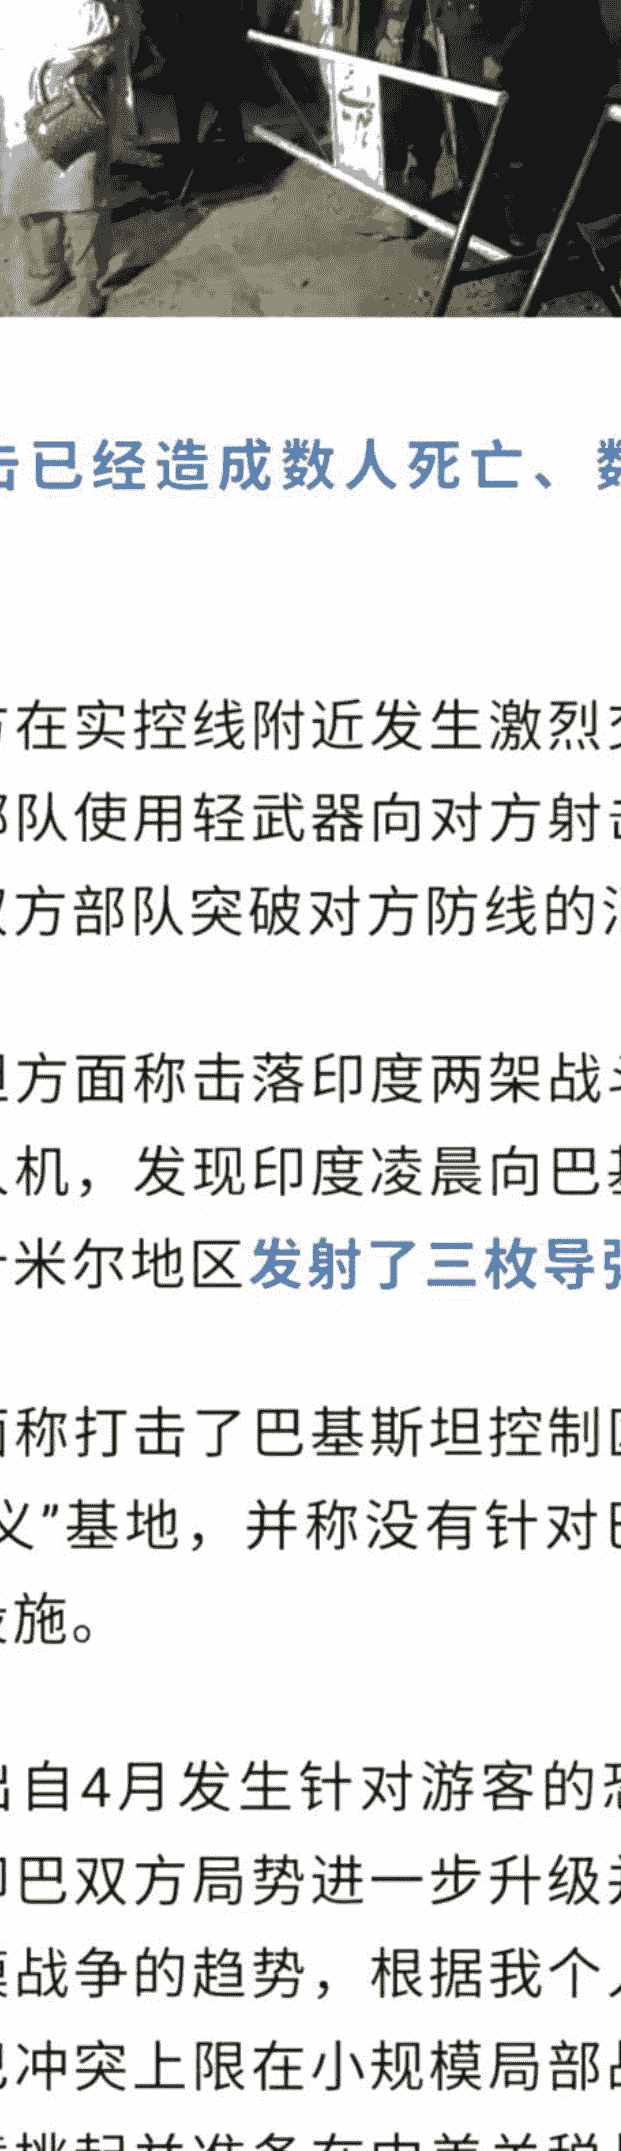 已经造成数人死亡、
在实控线附近发生激烈
队使用轻武器向对方射
方部队突破对方防线的
方面称击落印度两架战
机，发现印度凌晨向巴
米尔地区发射了三枚导
称打击了巴基斯坦控制
义”基地，并称没有针对
施。
自4月发生针对游客的
巴双方局势进一步升级
战争的趋势，根据我个
冲突上限在小规模局部